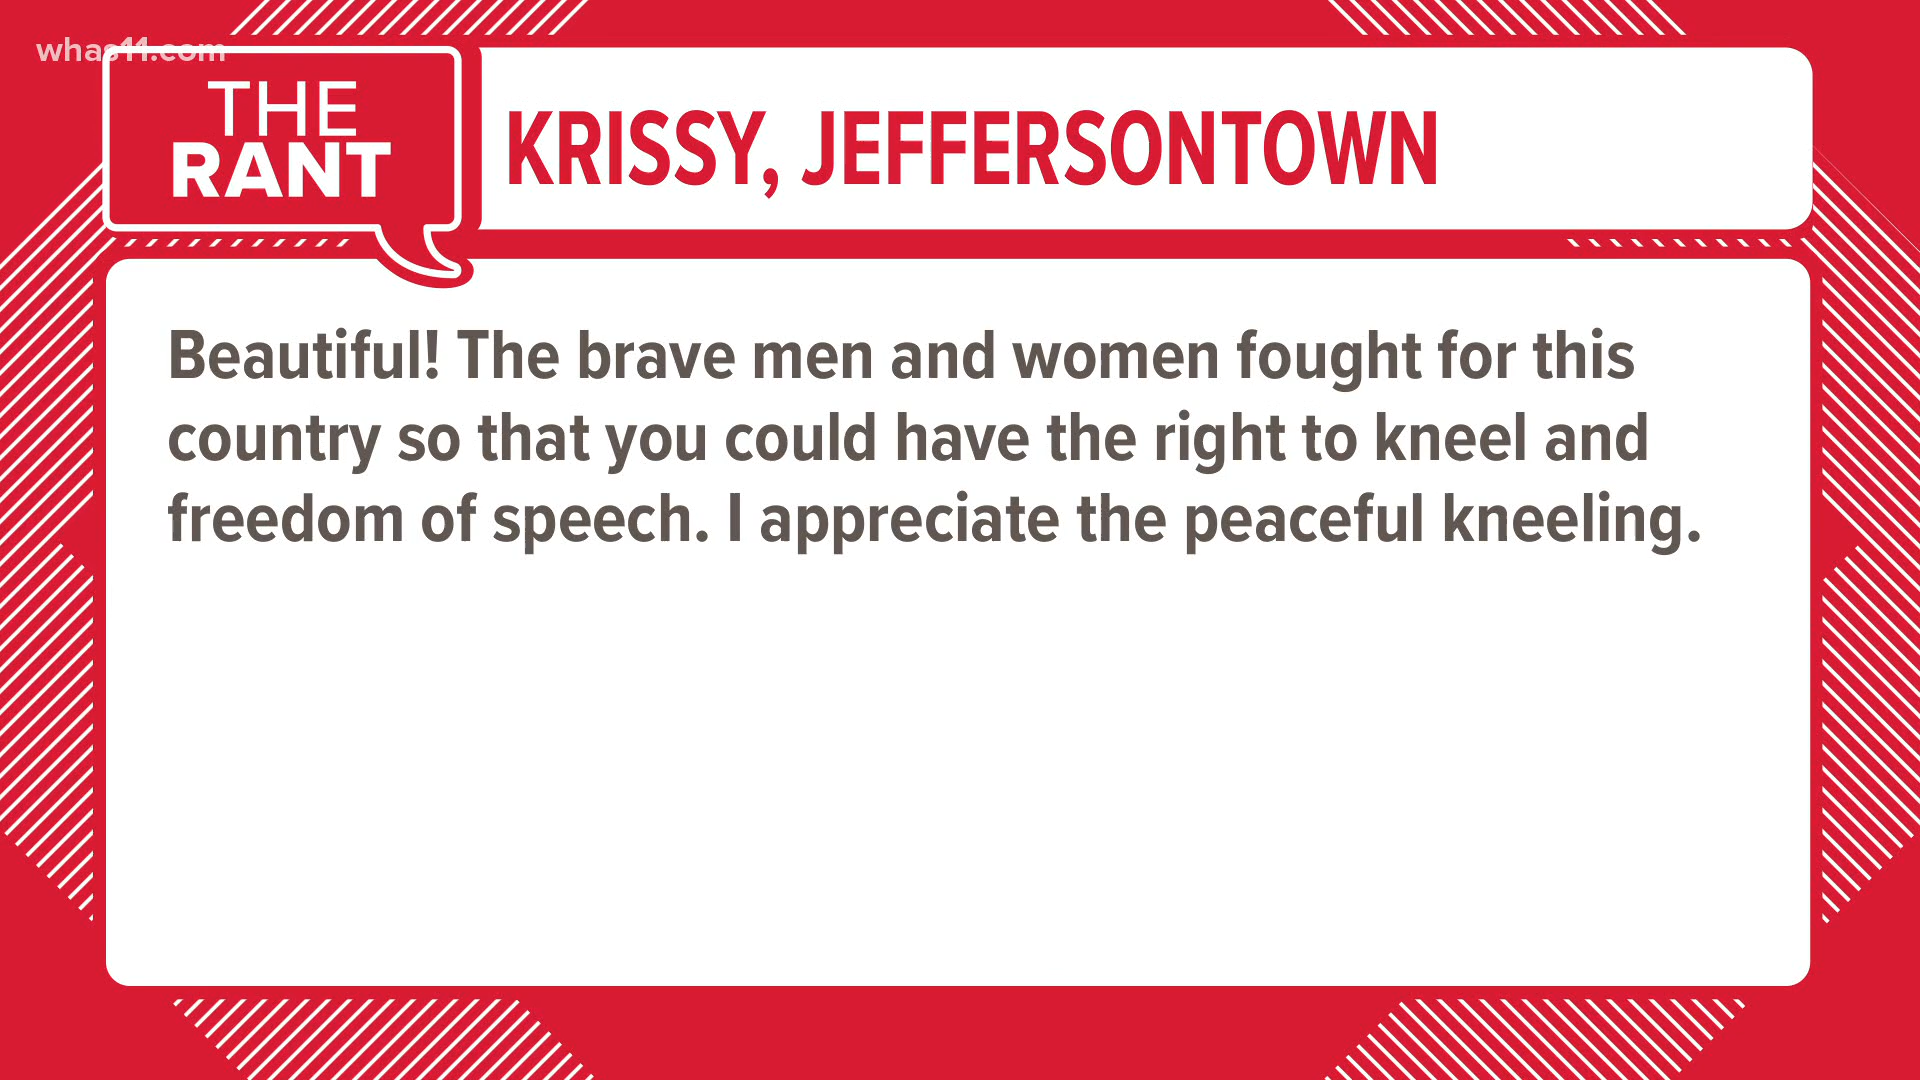 whas11.com
THE
RANT
KRISSY, JEFFERSONTOWN
Beautiful! The brave men and women fought for this
country so that you could have the right to kneel and
freedom of speech. I appreciate the peaceful kneeling.